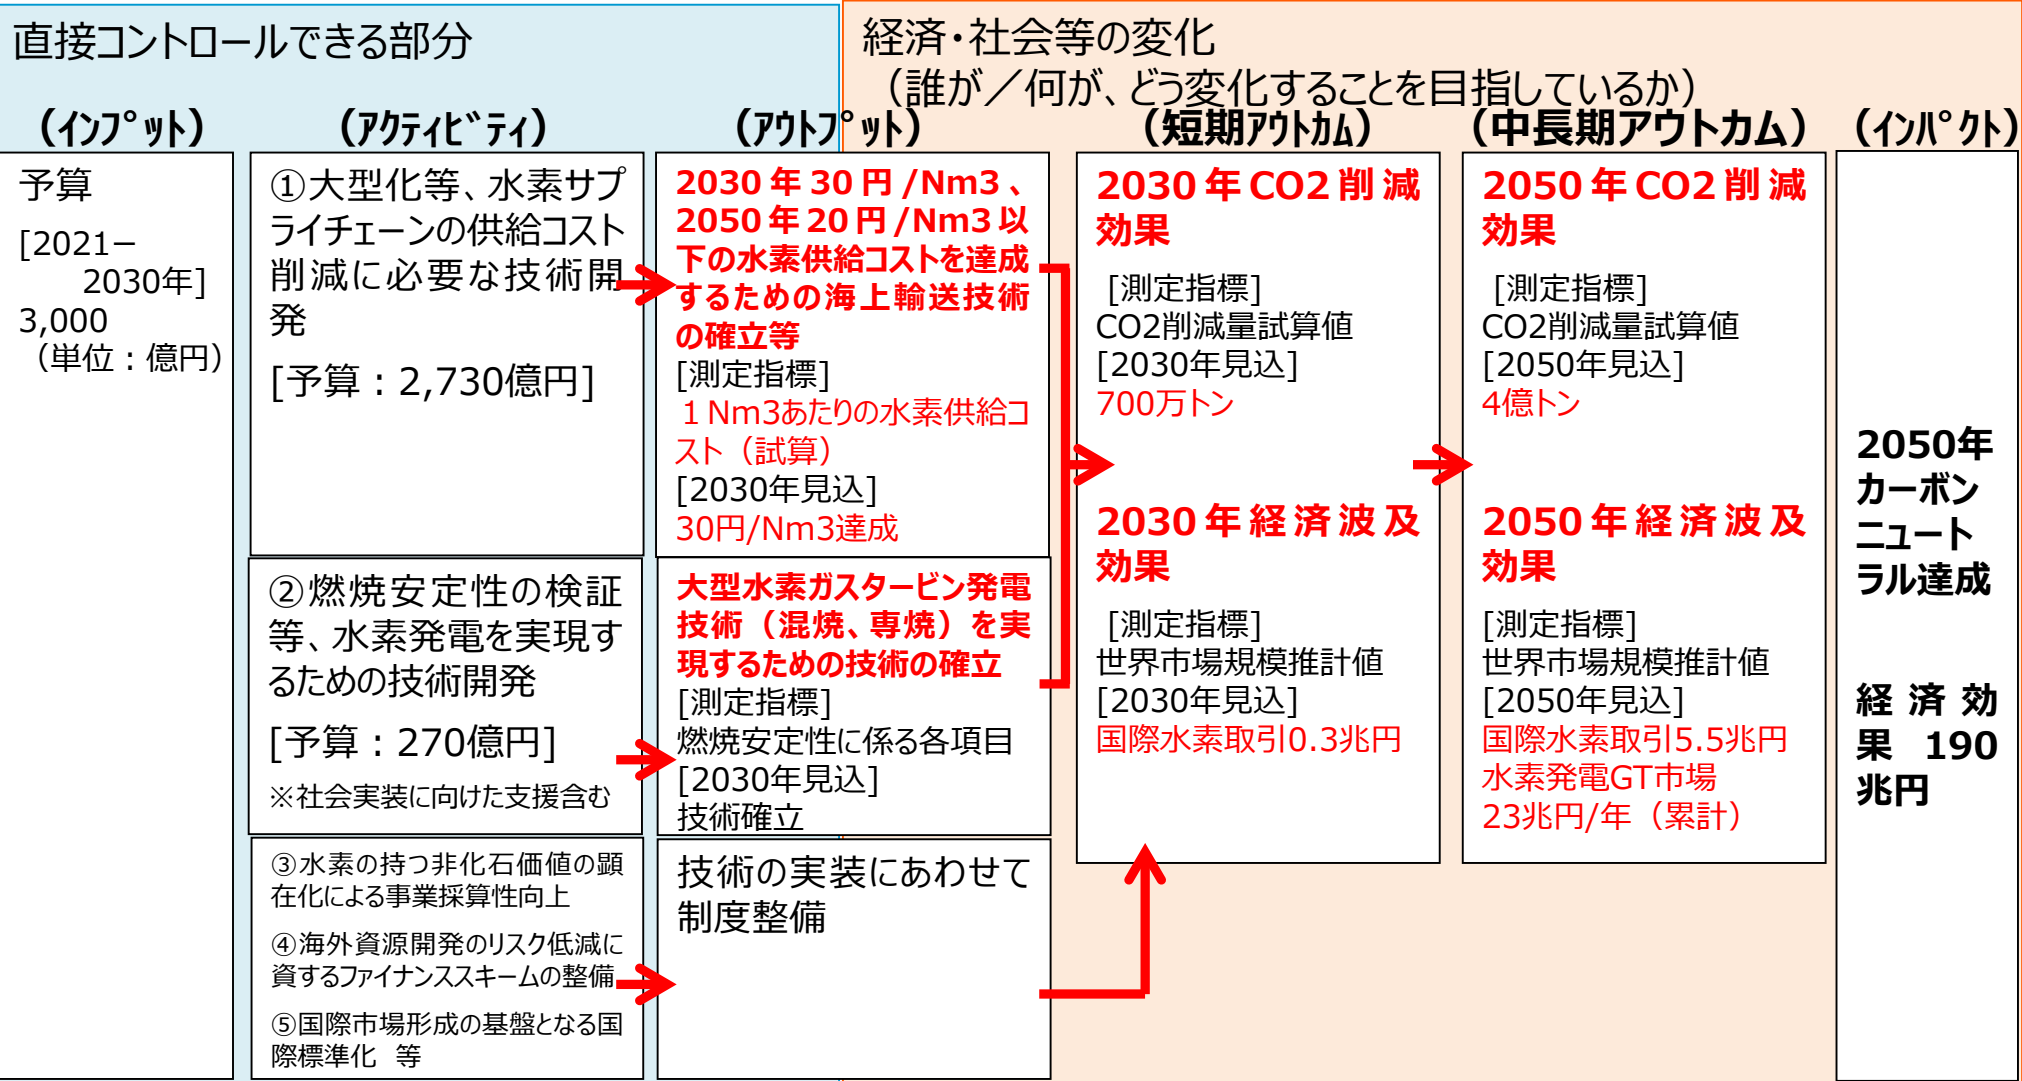 直接コントロールできる部分
経済・社会等の変化
（誰が／何が、どう変化することを目指しているか）
（ｲﾝﾌﾟｯﾄ）
（ｱｸﾃｨﾋﾞﾃｨ）
（ｱｳﾄﾌﾟｯﾄ）
（短期ｱｳﾄｶﾑ）
（中長期アウトカム）
（ｲﾝﾊﾟｸﾄ）
予算
[2021－
2030年]
3,000
（単位：億円）
①大型化等、水素サプ
ライチェーンの供給コスト
削減に必要な技術開
発
[予算：2,730億円]
②燃焼安定性の検証
等、水素発電を実現す
るための技術開発
[予算：270億円]
※社会実装に向けた支援含む
③水素の持つ非化石価値の顕
在化による事業採算性向上
④海外資源開発のリスク低減に
資するファイナンススキームの整備
⑤国際市場形成の基盤となる国
際標準化　等
2030年30円/Nm3、
2050年20円/Nm3以
下の水素供給コストを達成
するための海上輸送技術
の確立等
[測定指標]
１Nm3あたりの水素供給コ
スト（試算）
[2030年見込]
30円/Nm3達成
大型水素ガスタービン発電
技術（混焼、専焼）を実
現するための技術の確立
[測定指標]
燃焼安定性に係る各項目
[2030年見込]
技術確立
技術の実装にあわせて
制度整備
2030年CO2削減
効果
[測定指標]
CO2削減量試算値
[2030年見込]
700万トン
2030年経済波及
効果
[測定指標]
世界市場規模推計値
[2030年見込]
国際水素取引0.3兆円
2050年CO2削減
効果
[測定指標]
CO2削減量試算値
[2050年見込]
4億トン
2050年経済波及
効果
[測定指標]
世界市場規模推計値
[2050年見込]
国際水素取引5.5兆円
水素発電GT市場
23兆円/年（累計）
2050年
カーボン
ニュート
ラル達成
経済効
果　190
兆円